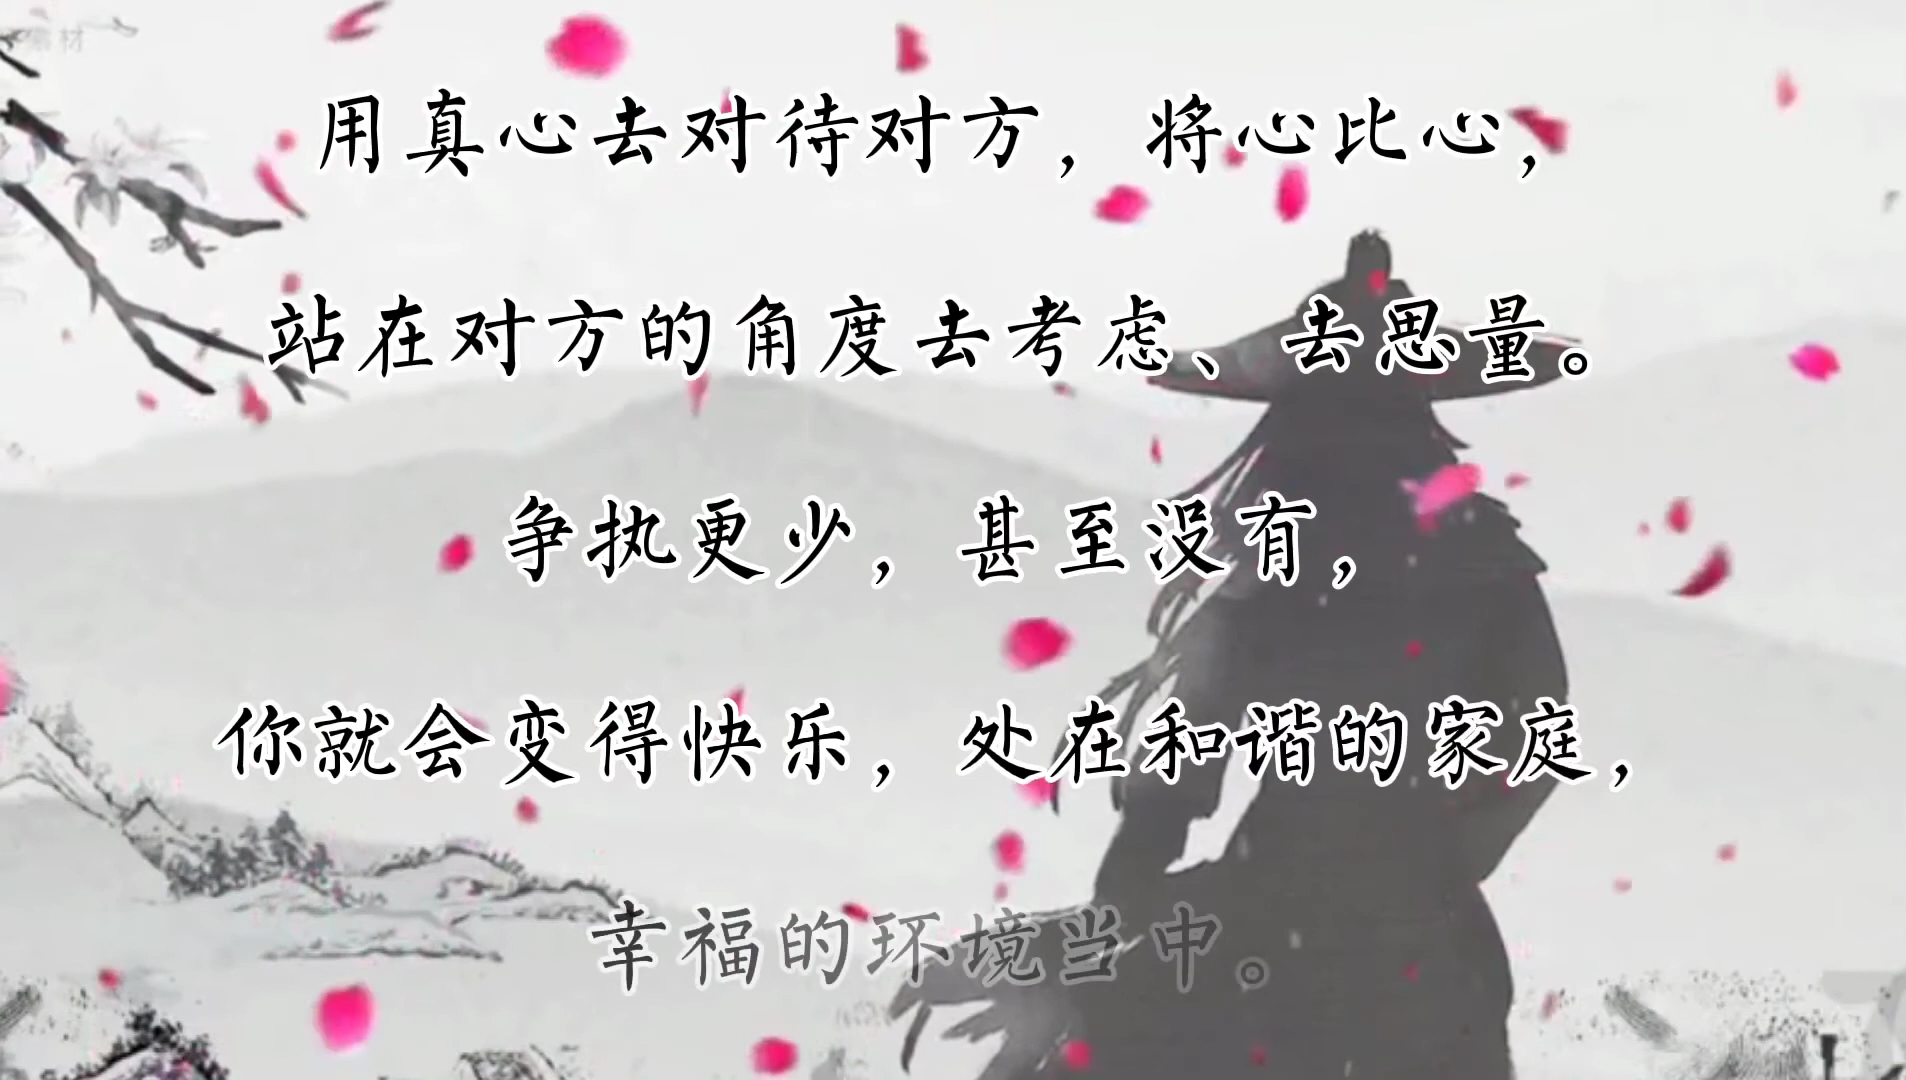 素材
用真心去对待对方，将心比心，
站在对方的角度去考虑、去思量。
争执更少，甚至没有，
你就会变得快乐，处在和谐的家庭，
幸福的环境当中。